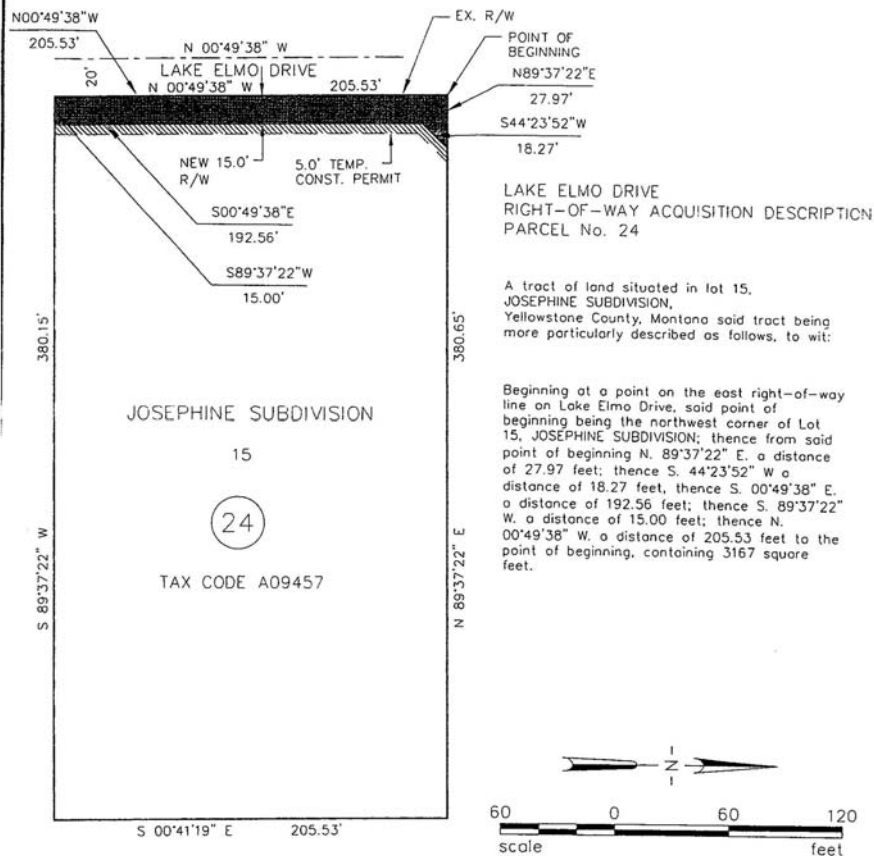 N00°49'38"W
205.53'
N 00°49'38" W
EX. R/W
POINT OF
BEGINNING
20'
LAKE ELMO DRIVE
N 00°49'38" W 205.53'
N89°37'22"E
27.97'
S44°23'52"W
18.27'
NEW 15.0'
R/W
5.0' TEMP.
CONST. PERMIT
S00°49'38"E
192.56'
S89°37'22"W
15.00'
380.15'
S 89°37'22" W
380.65'
N 89°37'22" E
JOSEPHINE SUBDIVISION
15
24
TAX CODE A09457
S 00°41'19" E 205.53'
LAKE ELMO DRIVE
RIGHT-OF-WAY ACQUISITION DESCRIPTION
PARCEL No. 24
A tract of land situated in lot 15,
JOSEPHINE SUBDIVISION,
Yellowstone County, Montana said tract being
more particularly described as follows, to wit:
Beginning at a point on the east right-of-way
line on Lake Elmo Drive, said point of
beginning being the northwest corner of Lot
15, JOSEPHINE SUBDIVISION; thence from said
point of beginning N. 89°37'22" E. a distance
of 27.97 feet; thence S. 44°23'52" W a
distance of 18.27 feet, thence S. 00°49'38" E.
a distance of 192.56 feet; thence S. 89°37'22"
W. a distance of 15.00 feet; thence N.
00°49'38" W. a distance of 205.53 feet to the
point of beginning, containing 3167 square
feet.
N
60 0 60 120
scale feet